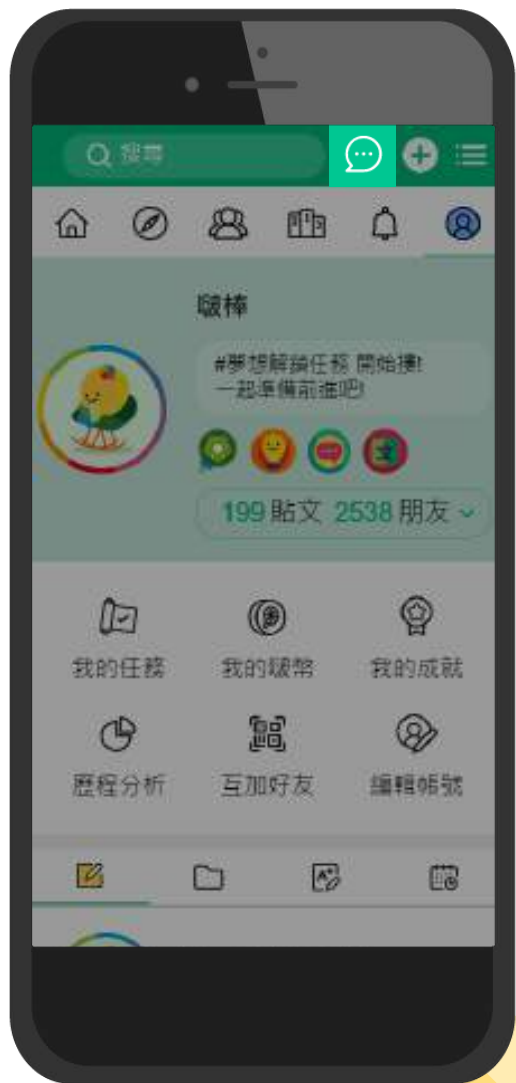 搜尋
啵棒
#夢想解鎖任務 開始摟!
一起準備前進吧!
199 貼文 2538 朋友
我的任務 我的啵幣 我的成就
歷程分析 互加好友 編輯帳號